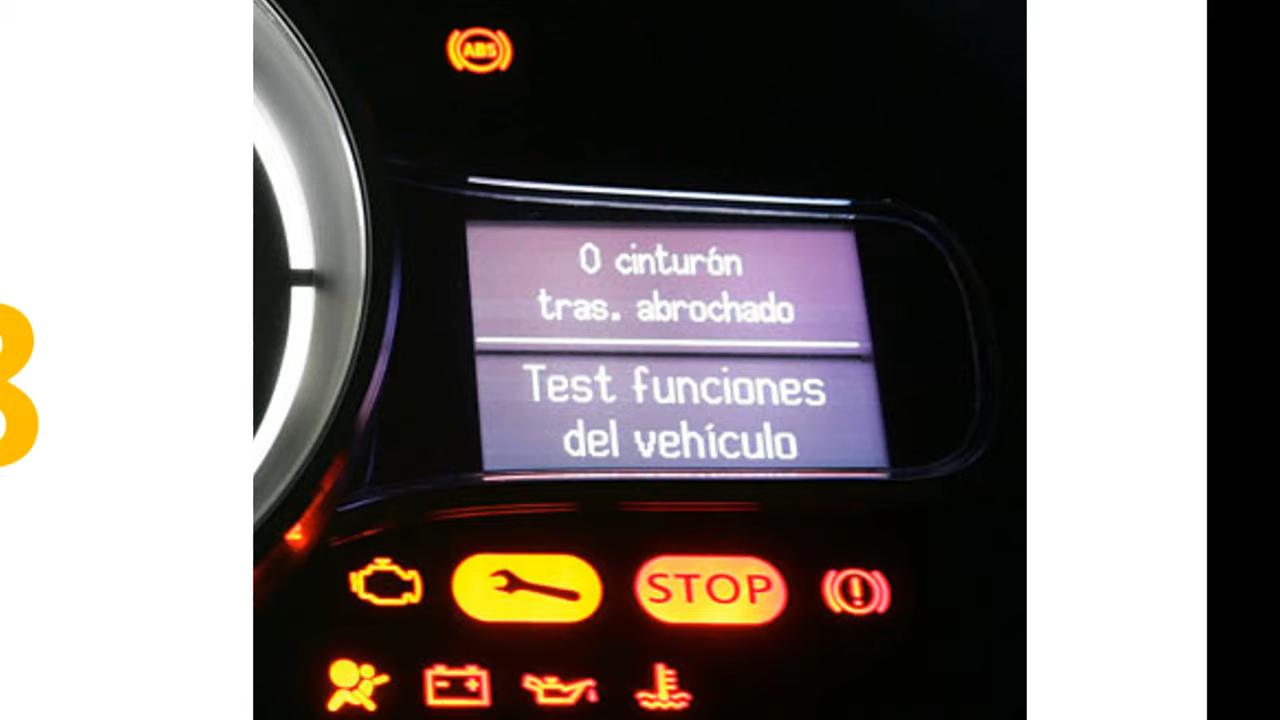 ABS
0 cinturón
tras. abrochado
Test funciones
del vehículo
STOP